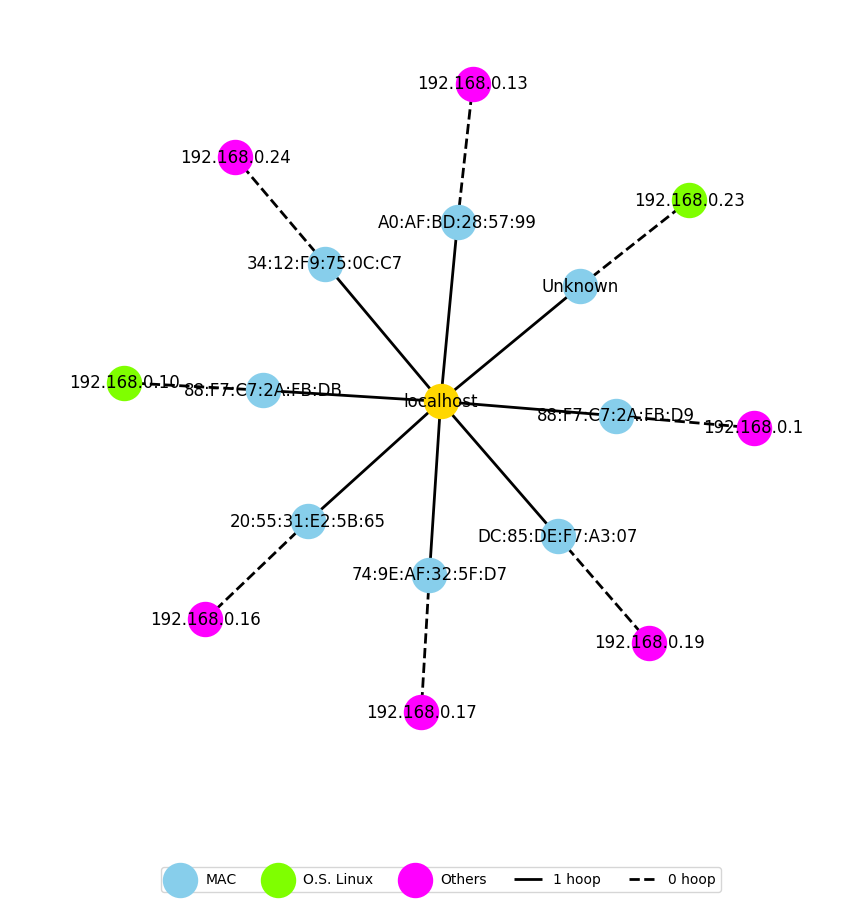 192.168.0.13
192.168.0.24
192.168.0.23
A0:AF:BD:28:57:99
34:12:F9:75:0C:C7
Unknown
192.168.0.10
88:F7:C7:2A:FB:DB
localhost
88:F7:C7:2A:FB:D9
192.168.0.1
20:55:31:E2:5B:65
DC:85:DE:F7:A3:07
74:9E:AF:32:5F:D7
192.168.0.16
192.168.0.19
192.168.0.17
MAC O.S. Linux Others 1 hoop 0 hoop